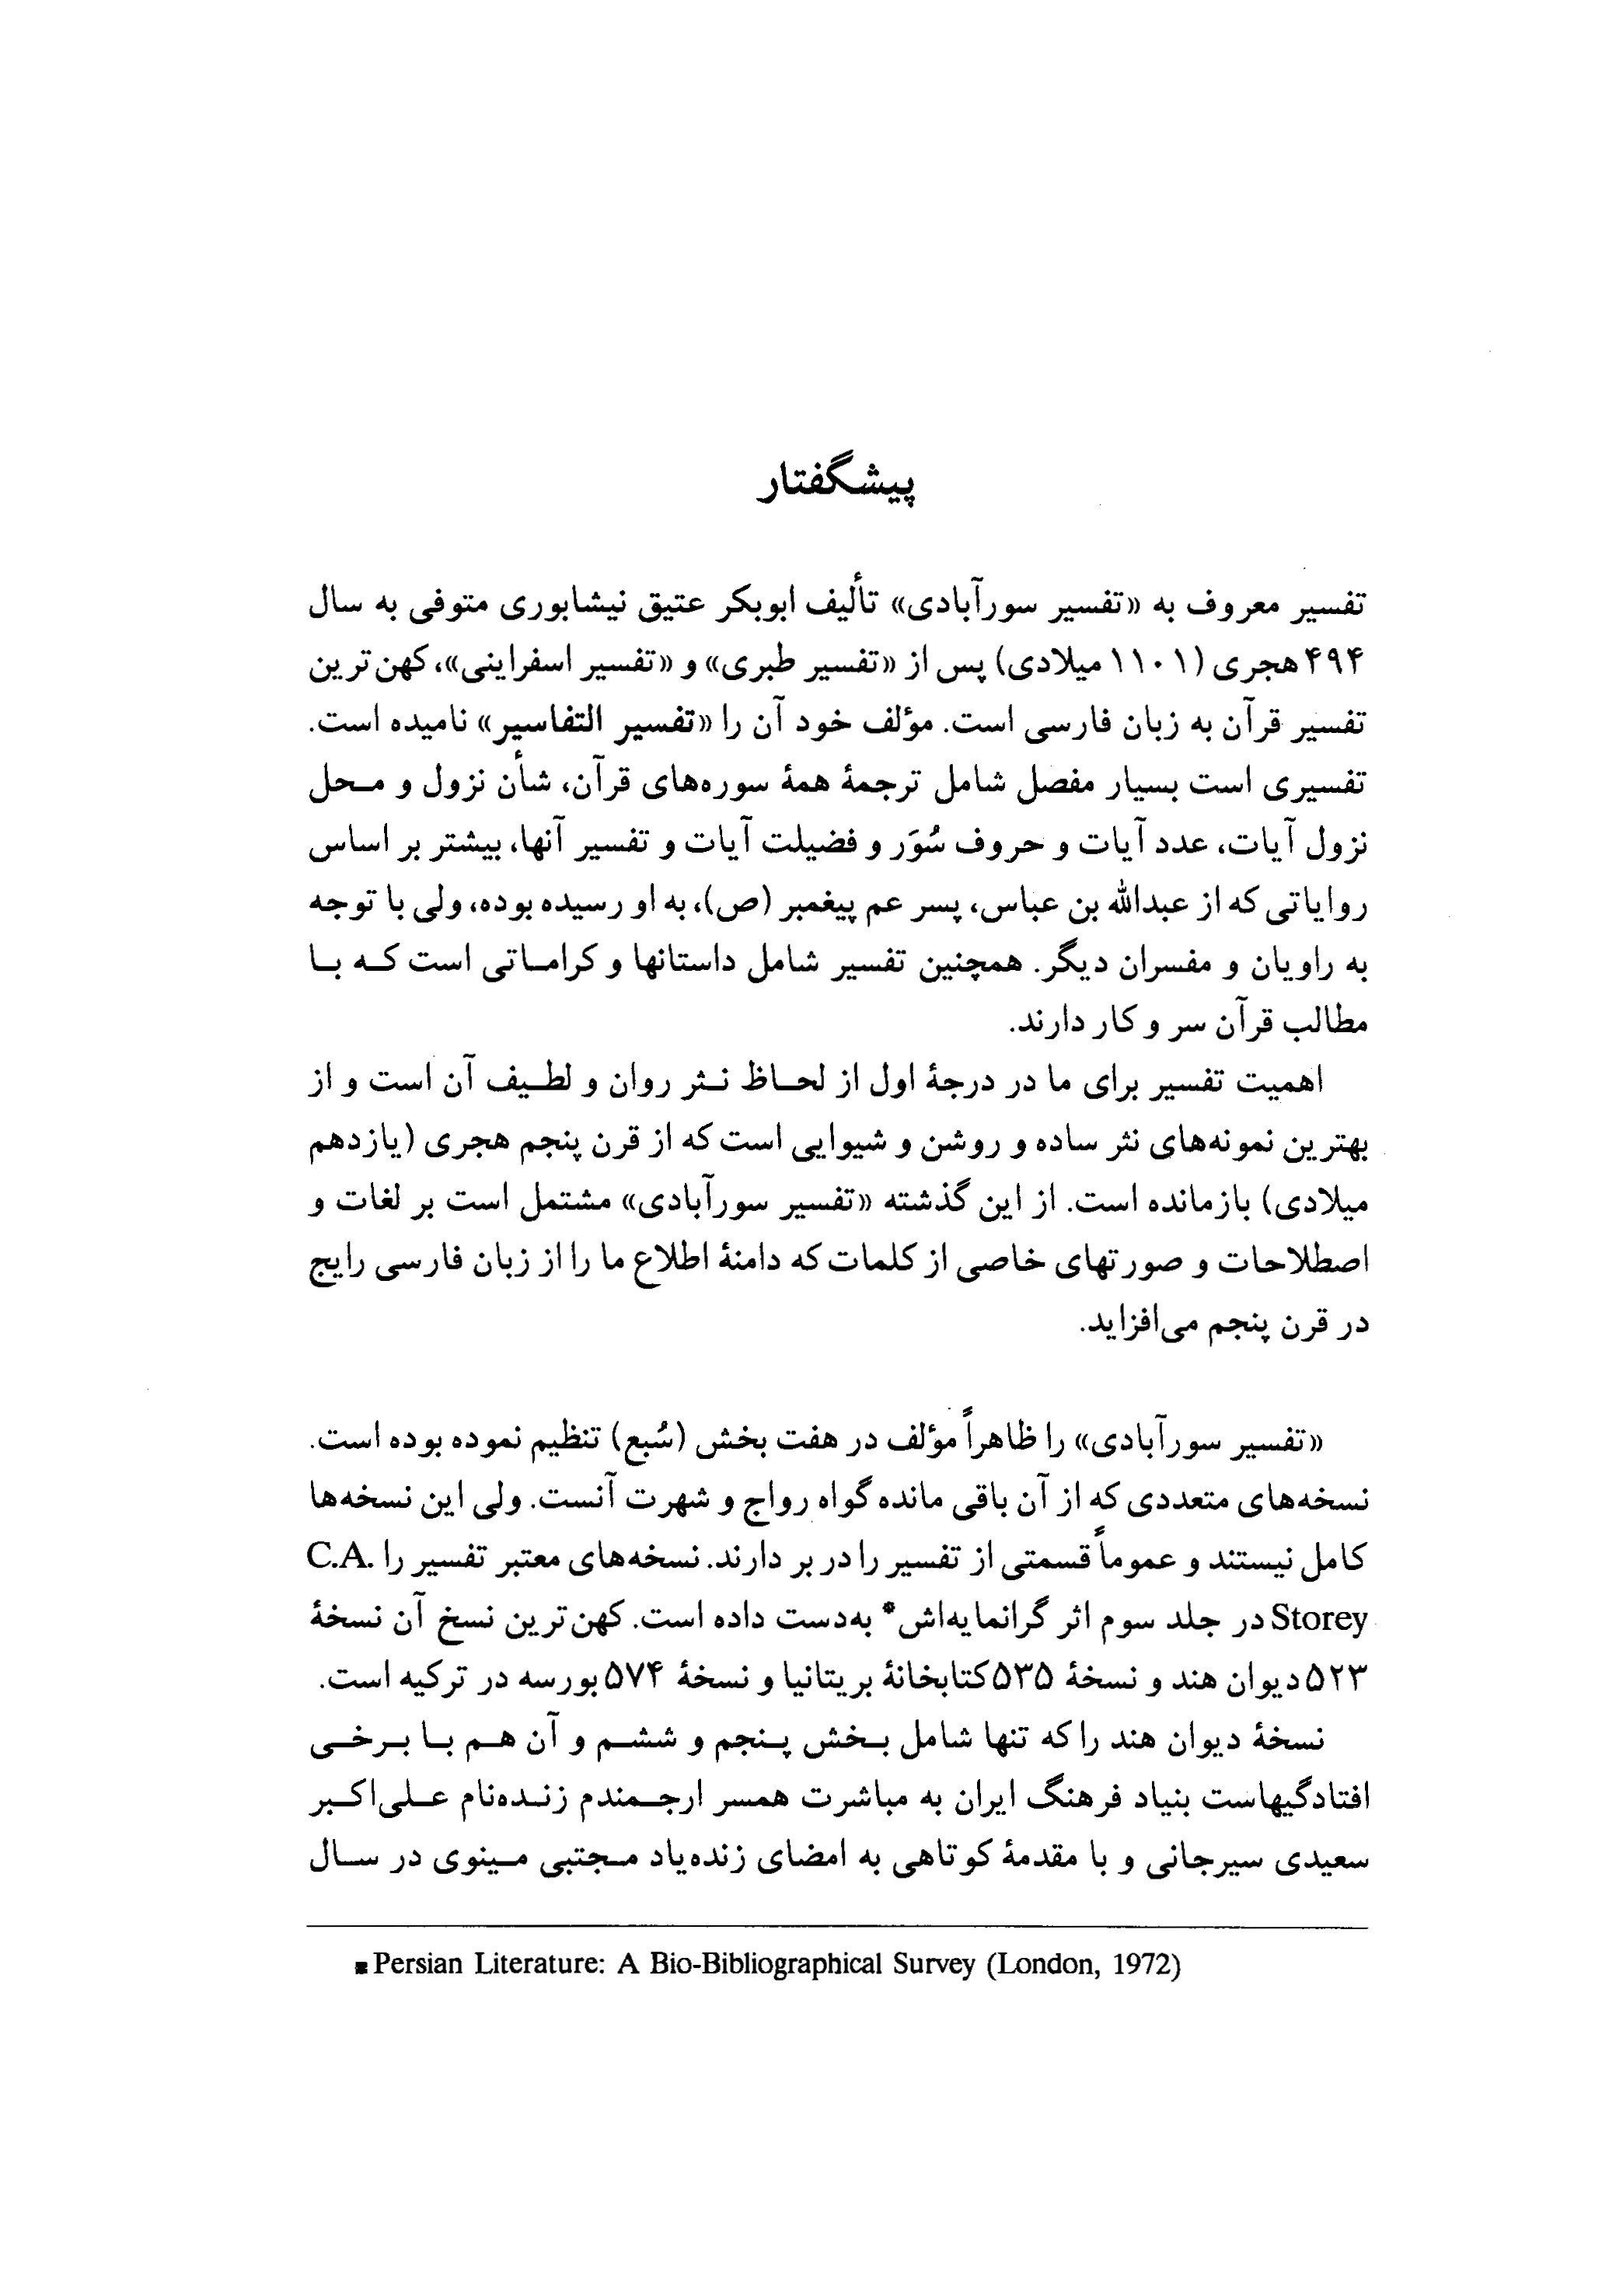 پیشگفتار
تفسیر معروف به «تفسیر سورآبادی» تألیف ابوبکر عتیق نیشابوری متوفی به سال
۴۹۴ هجری (۱۱۰۱ میلادی) پس از «تفسیر طبری» و «تفسیر اسفراینی»، کهن‌ترین
تفسیر قرآن به زبان فارسی است. مؤلف خود آن را «تفسیر التفاسیر» نامیده است.
تفسیری است بسیار مفصل شامل ترجمهٔ همهٔ سوره‌های قرآن، شأن نزول و محل
نزول آیات، عدد آیات و حروف سُوَر و فضیلت آیات و تفسیر آنها، بیشتر بر اساس
روایاتی که از عبدالله بن عباس، پسر عم پیغمبر (ص)، به او رسیده بوده، ولی با توجه
به راویان و مفسران دیگر. همچنین تفسیر شامل داستانها و کراماتی است که با
مطالب قرآن سر و کار دارند.
اهمیت تفسیر برای ما در درجهٔ اول از لحاظ نثر روان و لطیف آن است و از
بهترین نمونه‌های نثر ساده و روشن و شیوایی است که از قرن پنجم هجری (یازدهم
میلادی) بازمانده است. از این گذشته «تفسیر سورآبادی» مشتمل است بر لغات و
اصطلاحات و صورتهای خاصی از کلمات که دامنهٔ اطلاع ما را از زبان فارسی رایج
در قرن پنجم می‌افزاید.
«تفسیر سورآبادی» را ظاهراً مؤلف در هفت بخش (سُبع) تنظیم نموده بوده است.
نسخه‌های متعددی که از آن باقی مانده گواه رواج و شهرت آنست. ولی این نسخه‌ها
کامل نیستند و عموماً قسمتی از تفسیر را در بر دارند. نسخه‌های معتبر تفسیر را C.A.
Storey در جلد سوم اثر گرانمایه‌اش* به‌دست داده است. کهن‌ترین نسخ آن نسخهٔ
۵۲۳ دیوان هند و نسخهٔ ۵۳۵ کتابخانهٔ بریتانیا و نسخهٔ ۵۷۴ بورسه در ترکیه است.
نسخهٔ دیوان هند را که تنها شامل بخش پنجم و ششم و آن هم با برخی
افتادگیهاست بنیاد فرهنگ ایران به مباشرت همسر ارجمندم زنده‌نام علی‌اکبر
سعیدی سیرجانی و با مقدمهٔ کوتاهی به امضای زنده‌یاد مجتبی مینوی در سال
* Persian Literature: A Bio-Bibliographical Survey (London, 1972)